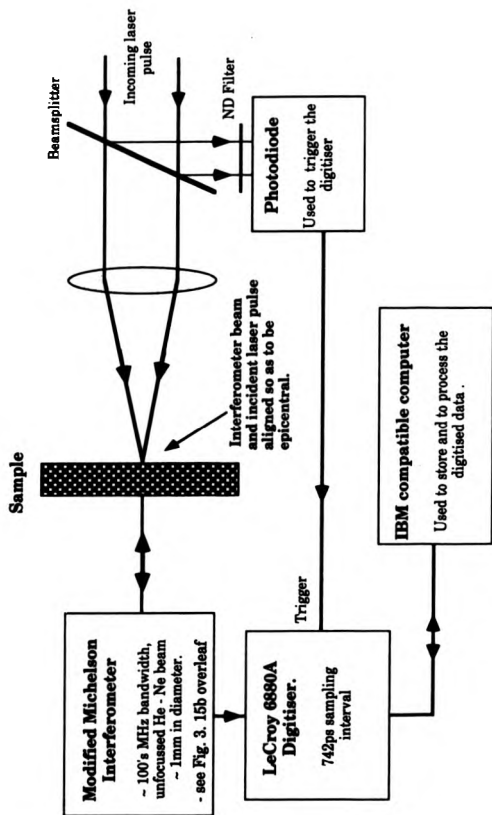 Sample
Incoming laser
pulse
Beamsplitter
ND Filter
Interferometer beam
and incident laser pulse
aligned so as to be
epicentral.
Modified Michelson
Interferometer
~ 100's MHz bandwidth,
unfocussed He - Ne beam
~ 1mm in diameter.
- see Fig. 3. 15b overleaf
Photodiode
Used to trigger the
digitiser
Trigger
LeCroy 6880A
Digitiser.
742ps sampling
interval
IBM compatible computer
Used to store and to process the
digitised data .